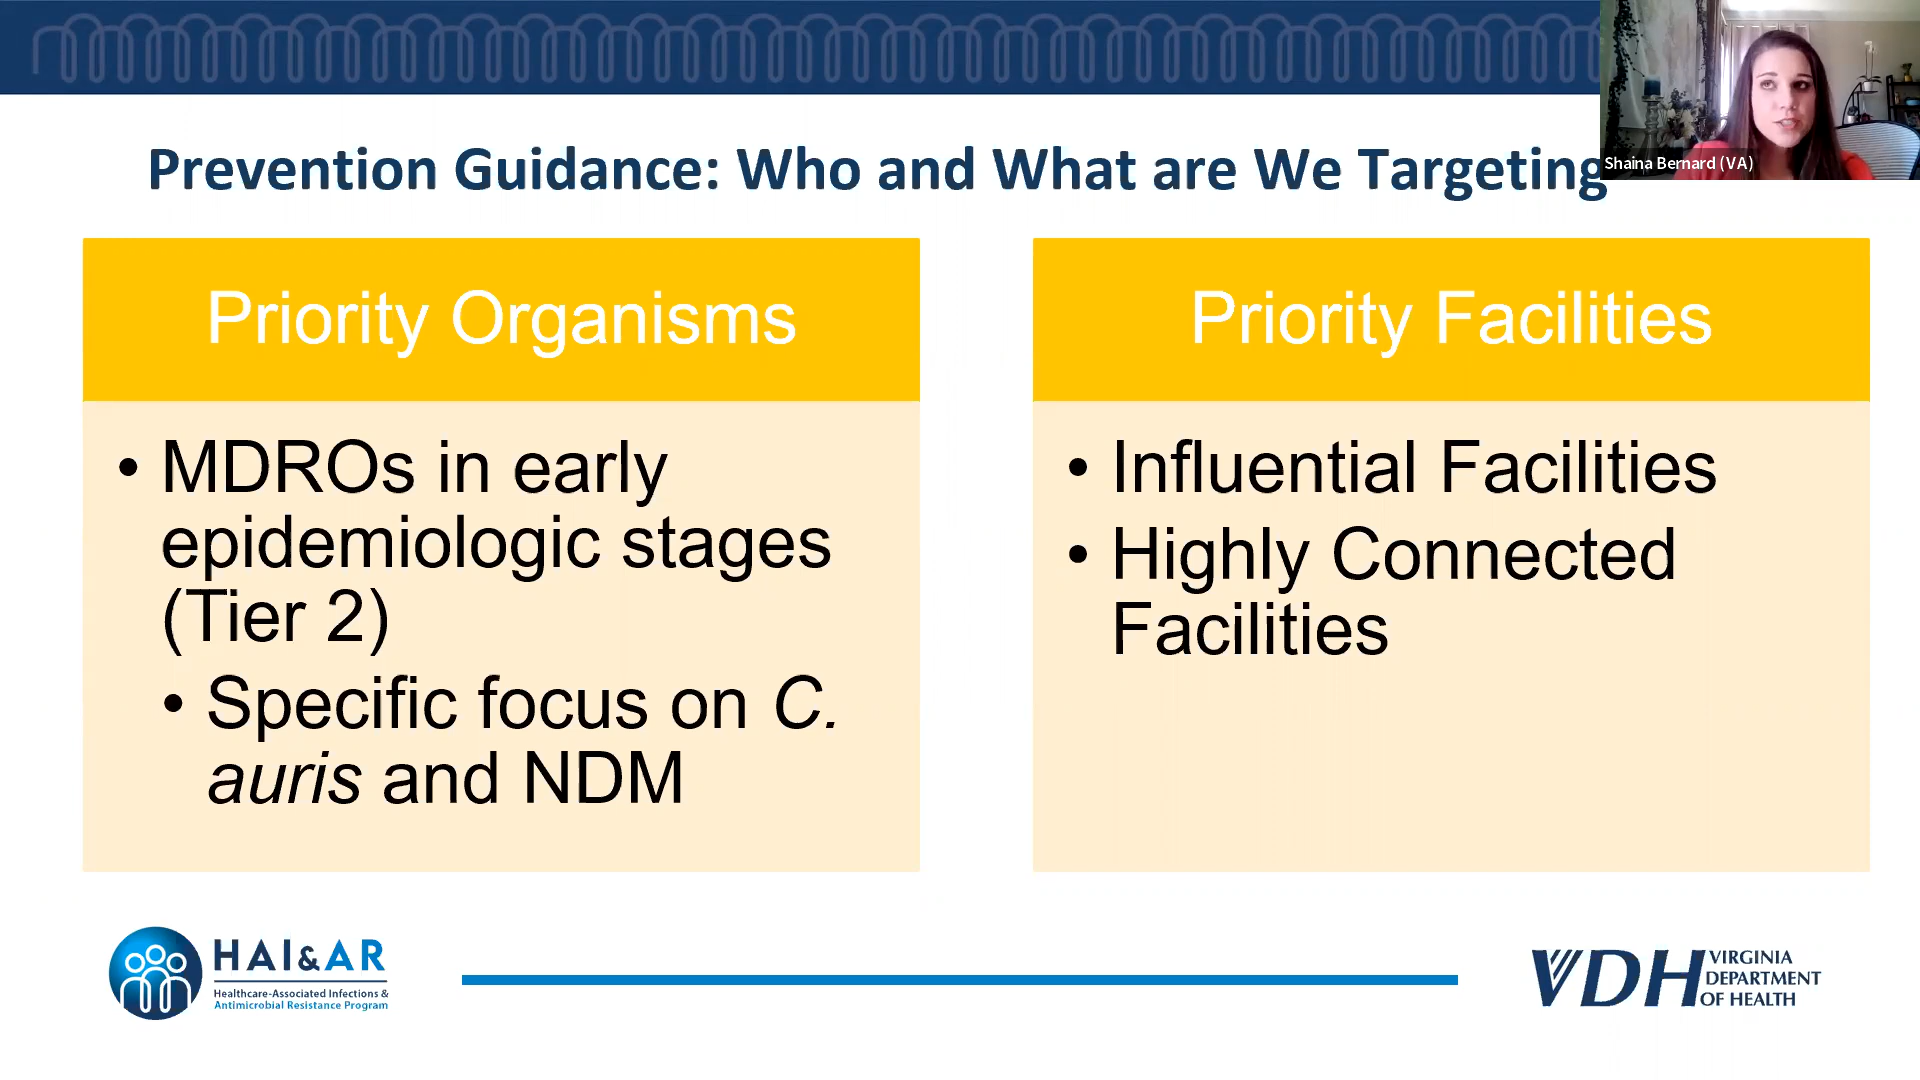 Shaina Bernard (VA)
Prevention Guidance: Who and What are We Targeting
Priority Organisms
• MDROs in early
epidemiologic stages
(Tier 2)
• Specific focus on C.
auris and NDM
Priority Facilities
• Influential Facilities
• Highly Connected
Facilities
HAI&AR
Healthcare-Associated Infections &
Antimicrobial Resistance Program
VDH
VIRGINIA
DEPARTMENT
OF HEALTH